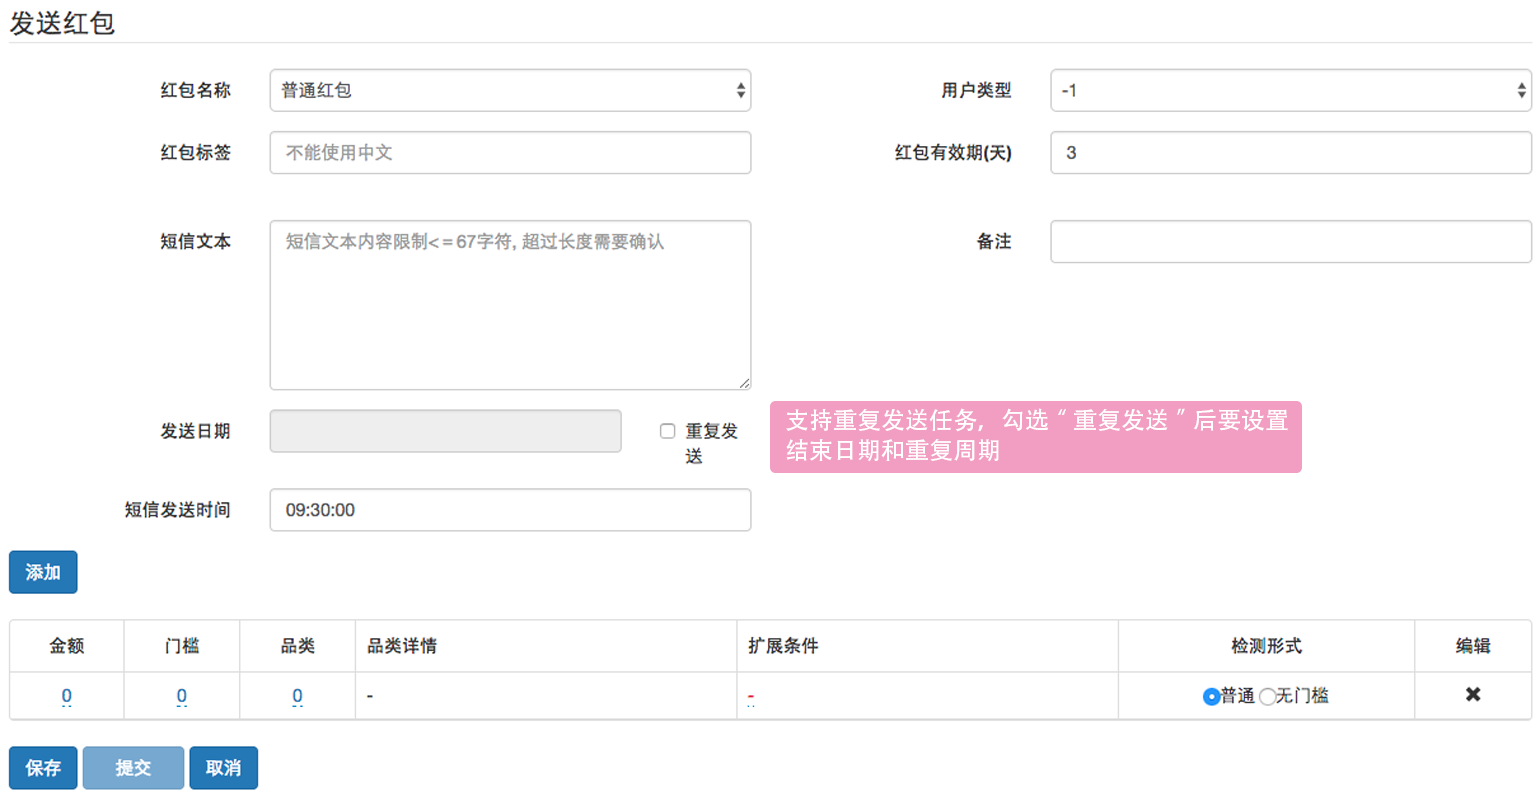 发送红包
红包名称
普通红包
用户类型
-1
红包标签
不能使用中文
红包有效期(天)
3
短信文本
短信文本内容限制<=67字符, 超过长度需要确认
备注
发送日期
重复发
送
支持重复发送任务，勾选“重复发送”后要设置
结束日期和重复周期
短信发送时间
09:30:00
添加
金额 门槛 品类 品类详情 扩展条件 检测形式 编辑
0 0 0 - - 普通 无门槛 ✖
保存 提交 取消